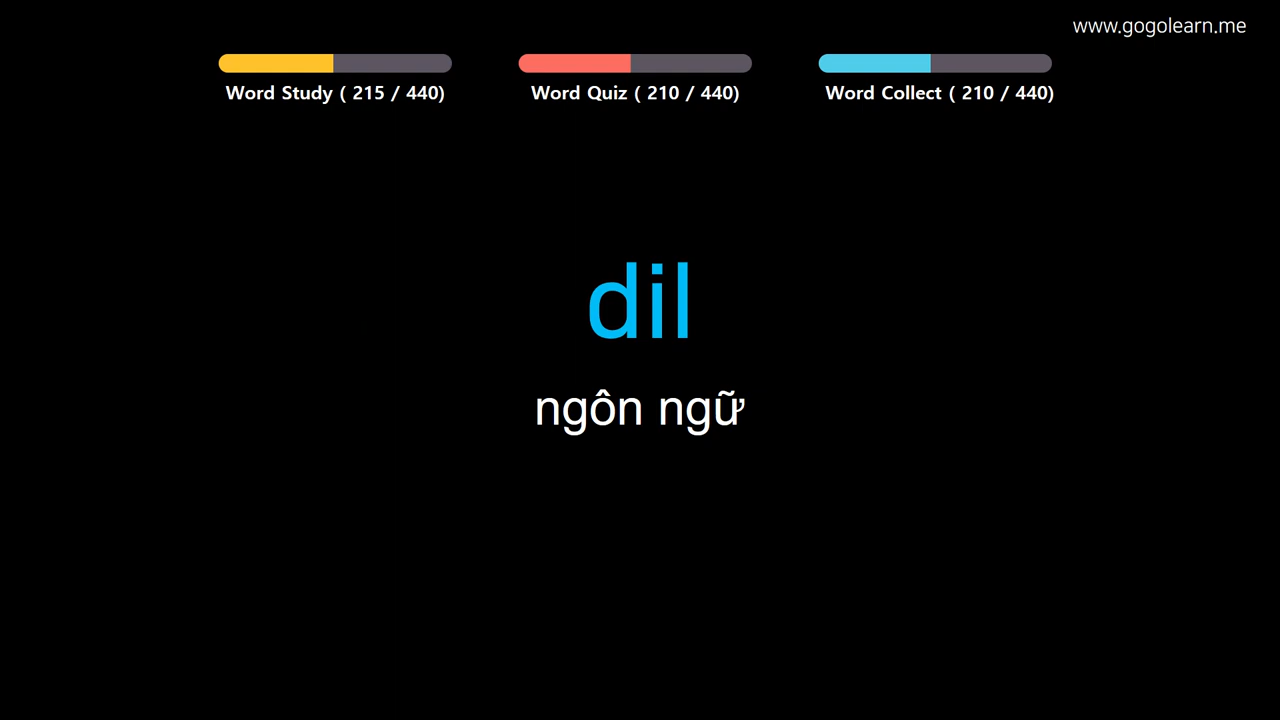 www.gogolearn.me
Word Study ( 215 / 440)
Word Quiz ( 210 / 440)
Word Collect ( 210 / 440)
dil
ngôn ngữ